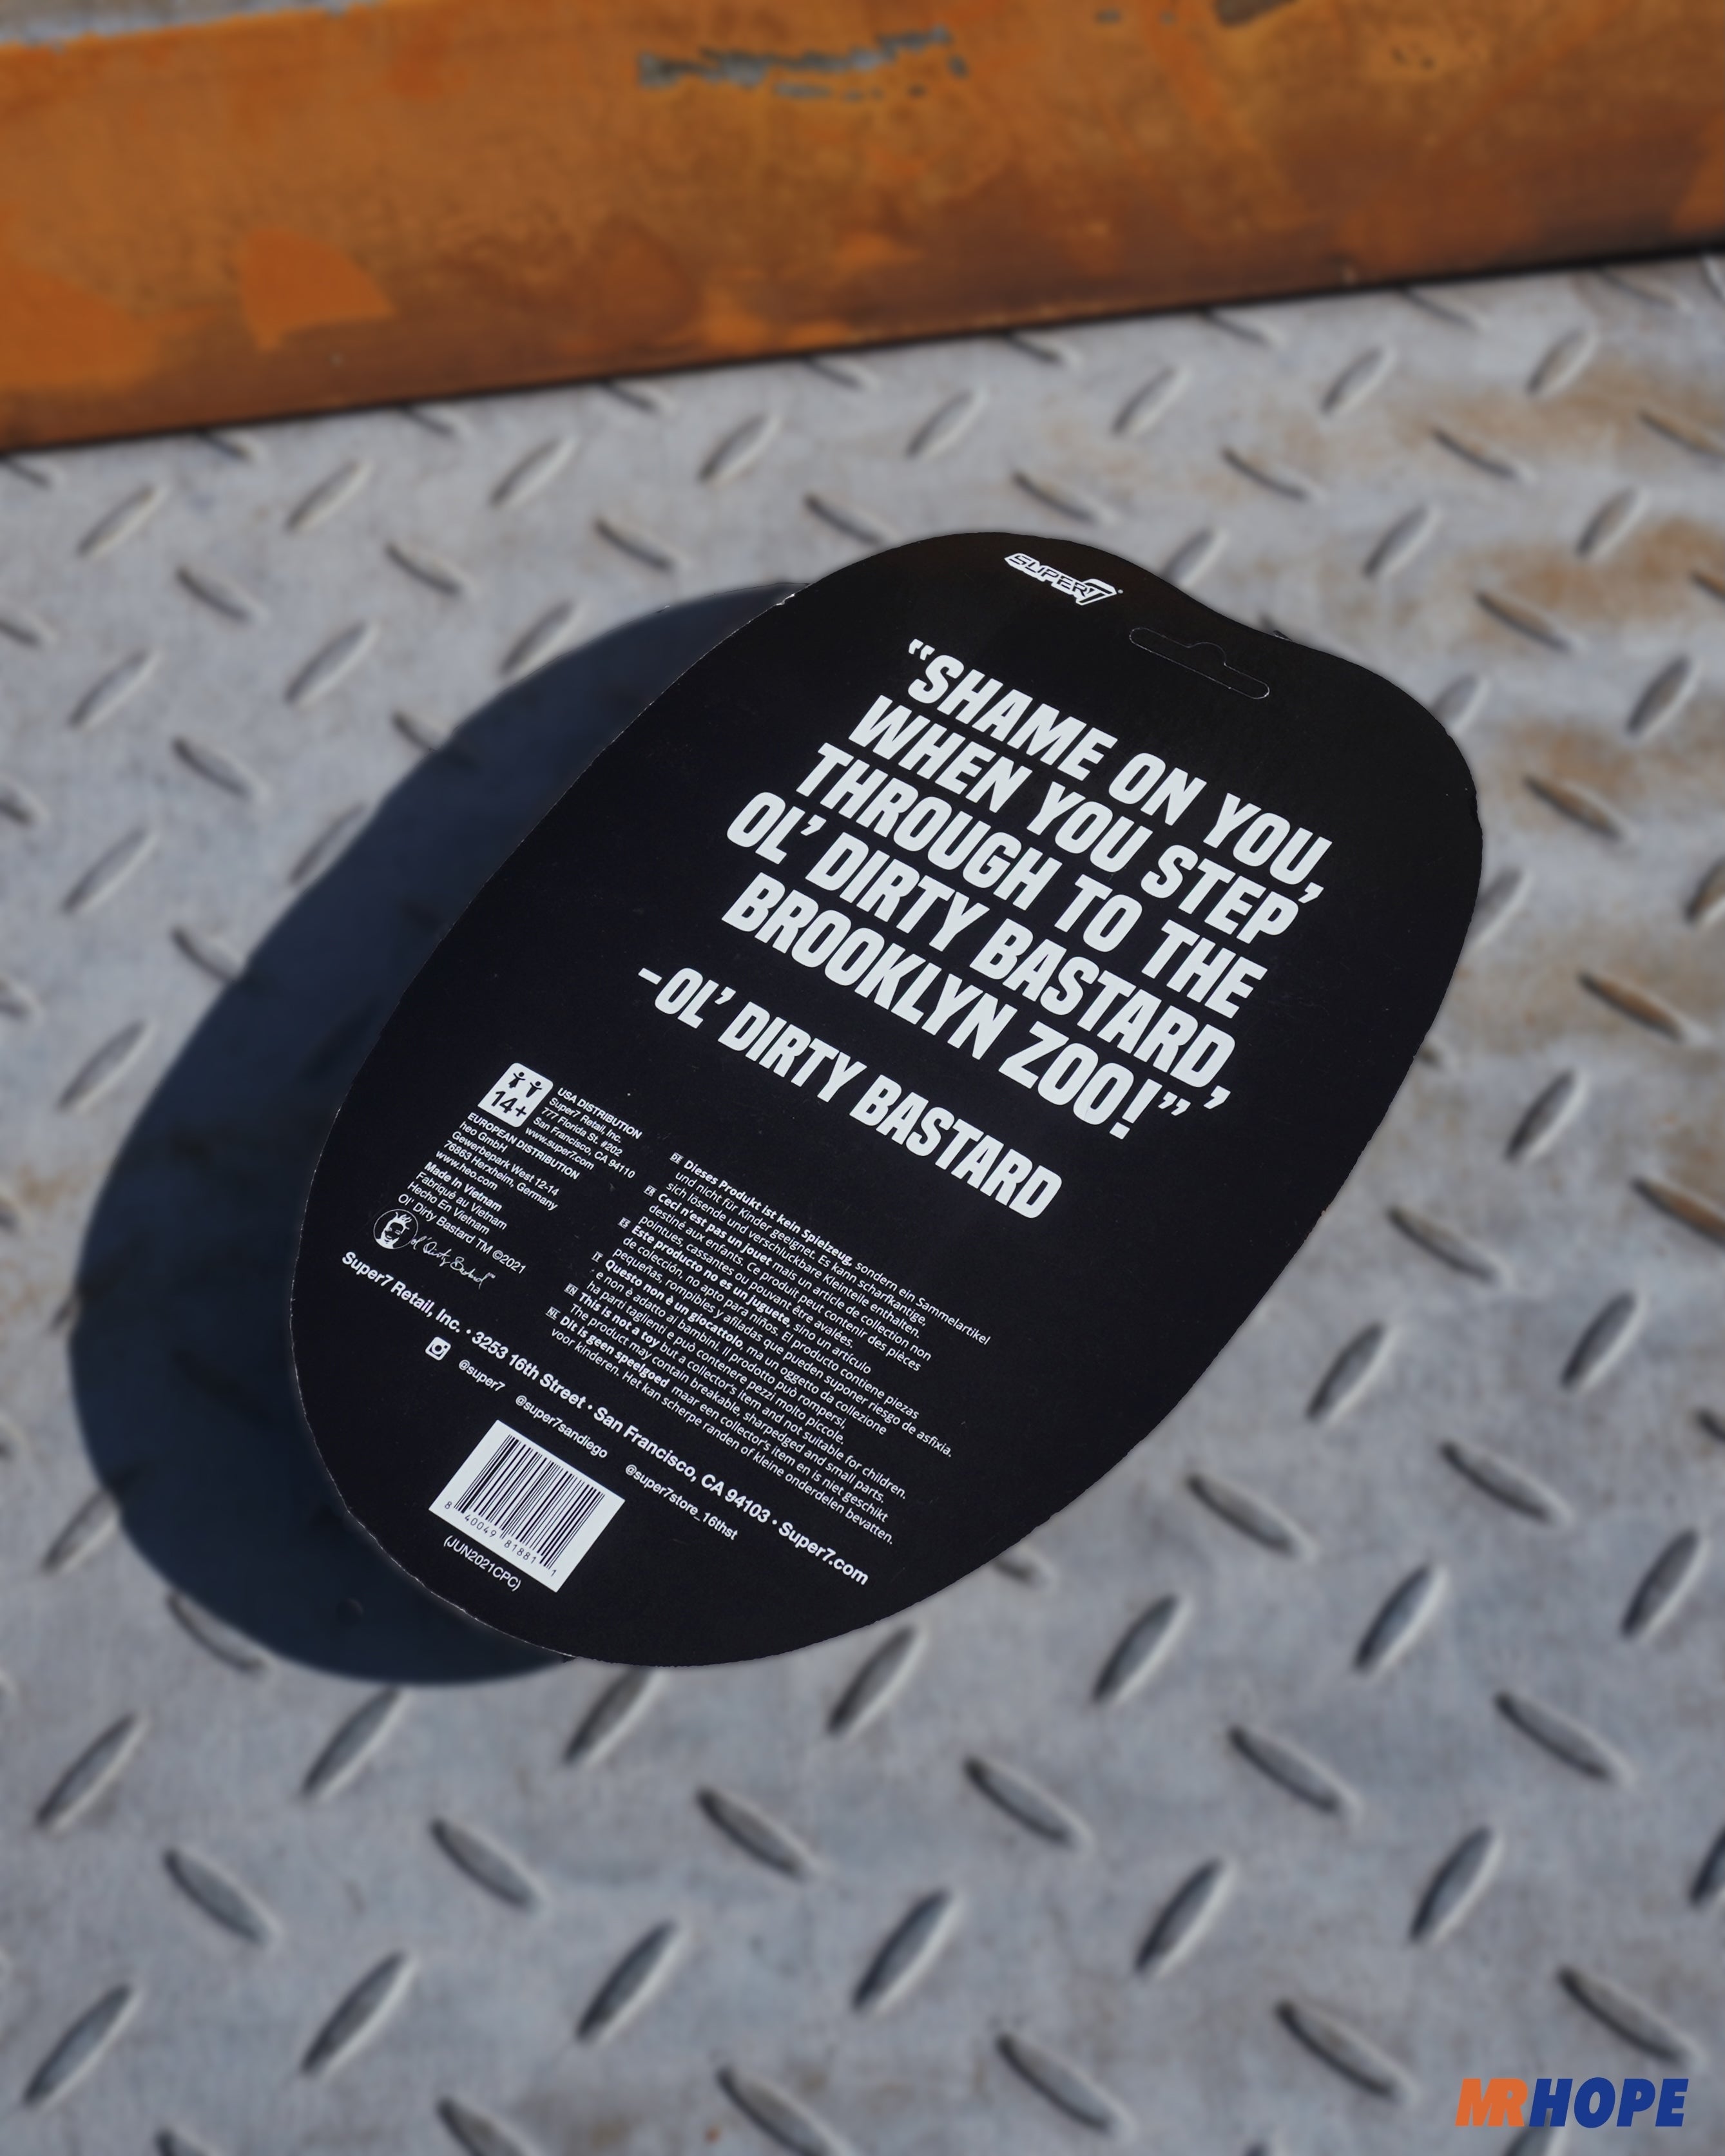 SUPER7
“SHAME ON YOU,
WHEN YOU STEP
THROUGH TO THE
OL’ DIRTY BASTARD,
BROOKLYN ZOO!”
-OL’ DIRTY BASTARD
14+
USA DISTRIBUTION
Super7 Retail, Inc.
777 Florida St. #202
San Francisco, CA 94110
www.super7.com
EUROPEAN DISTRIBUTION
heo GmbH
Gewerbepark West 12-14
76863 Herxheim, Germany
www.heo.com
Made in Vietnam
Fabriqué au Vietnam
Hecho En Vietnam
Ol' Dirty Bastard TM ©2021
Ol' Dirty Bastard™
DE Dieses Produkt ist kein Spielzeug, sondern ein Sammelartikel
und nicht für Kinder geeignet. Es kann scharfkantige,
sich lösende und verschluckbare Kleinteile enthalten.
FR Ceci n'est pas un jouet mais un article de collection non
destiné aux enfants. Ce produit peut contenir des pièces
pointues, cassantes ou pouvant être avalées.
ES Este producto no es un juguete, sino un artículo
de colección, no apto para niños. El producto contiene piezas
pequeñas, rompibles y afiladas que pueden suponer riesgo de asfixia.
IT Questo non è un giocattolo, ma un oggetto da collezione
e non è adatto ai bambini. Il prodotto può rompersi,
ha parti taglienti e può contenere pezzi molto piccole.
EN This is not a toy but a collector's item and not suitable for children.
The product may contain breakable, sharpedged and small parts.
NL Dit is geen speelgoed maar een collector's item en is niet geschikt
voor kinderen. Het kan scherpe randen of kleine onderdelen bevatten.
Super7 Retail, Inc. • 3253 16th Street • San Francisco, CA 94103 • Super7.com
@super7 @super7sandiego @super7store_16thst
8 40049 81881 1
(JUN2021CPC)
MRHOPE